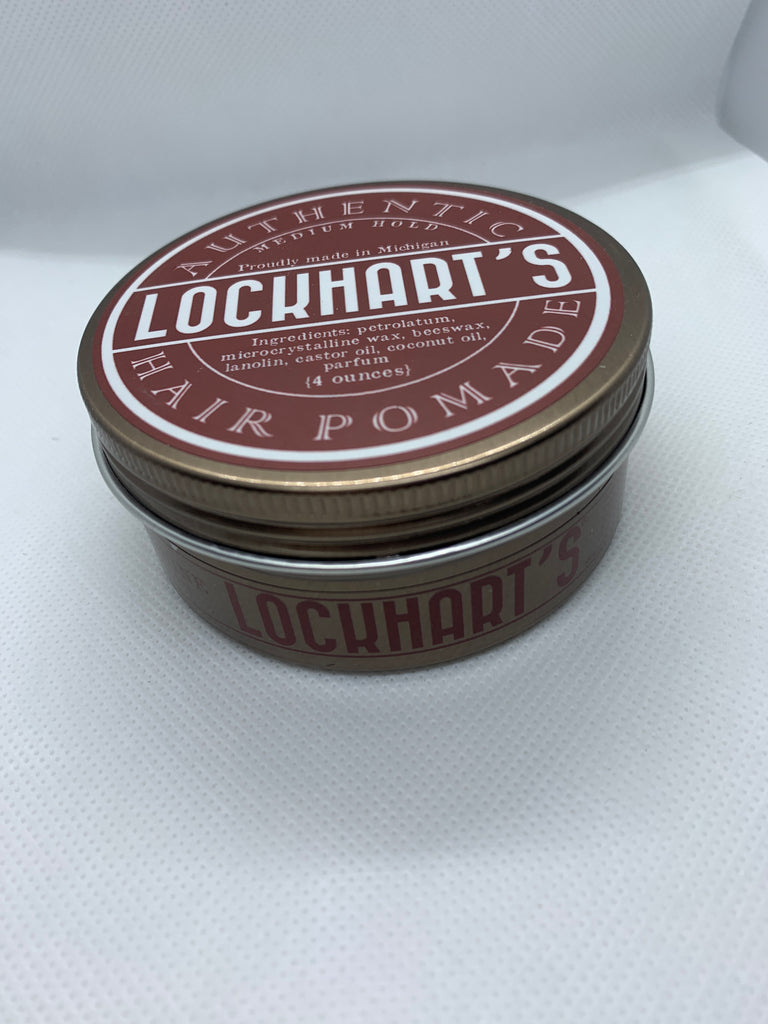 AUTHENTIC
MEDIUM HOLD
Proudly made in Michigan
LOCKHART'S
Ingredients: petrolatum,
microcrystalline wax, beeswax,
lanolin, castor oil, coconut oil,
parfum
{4 ounces}
HAIR POMADE
LOCKHART'S